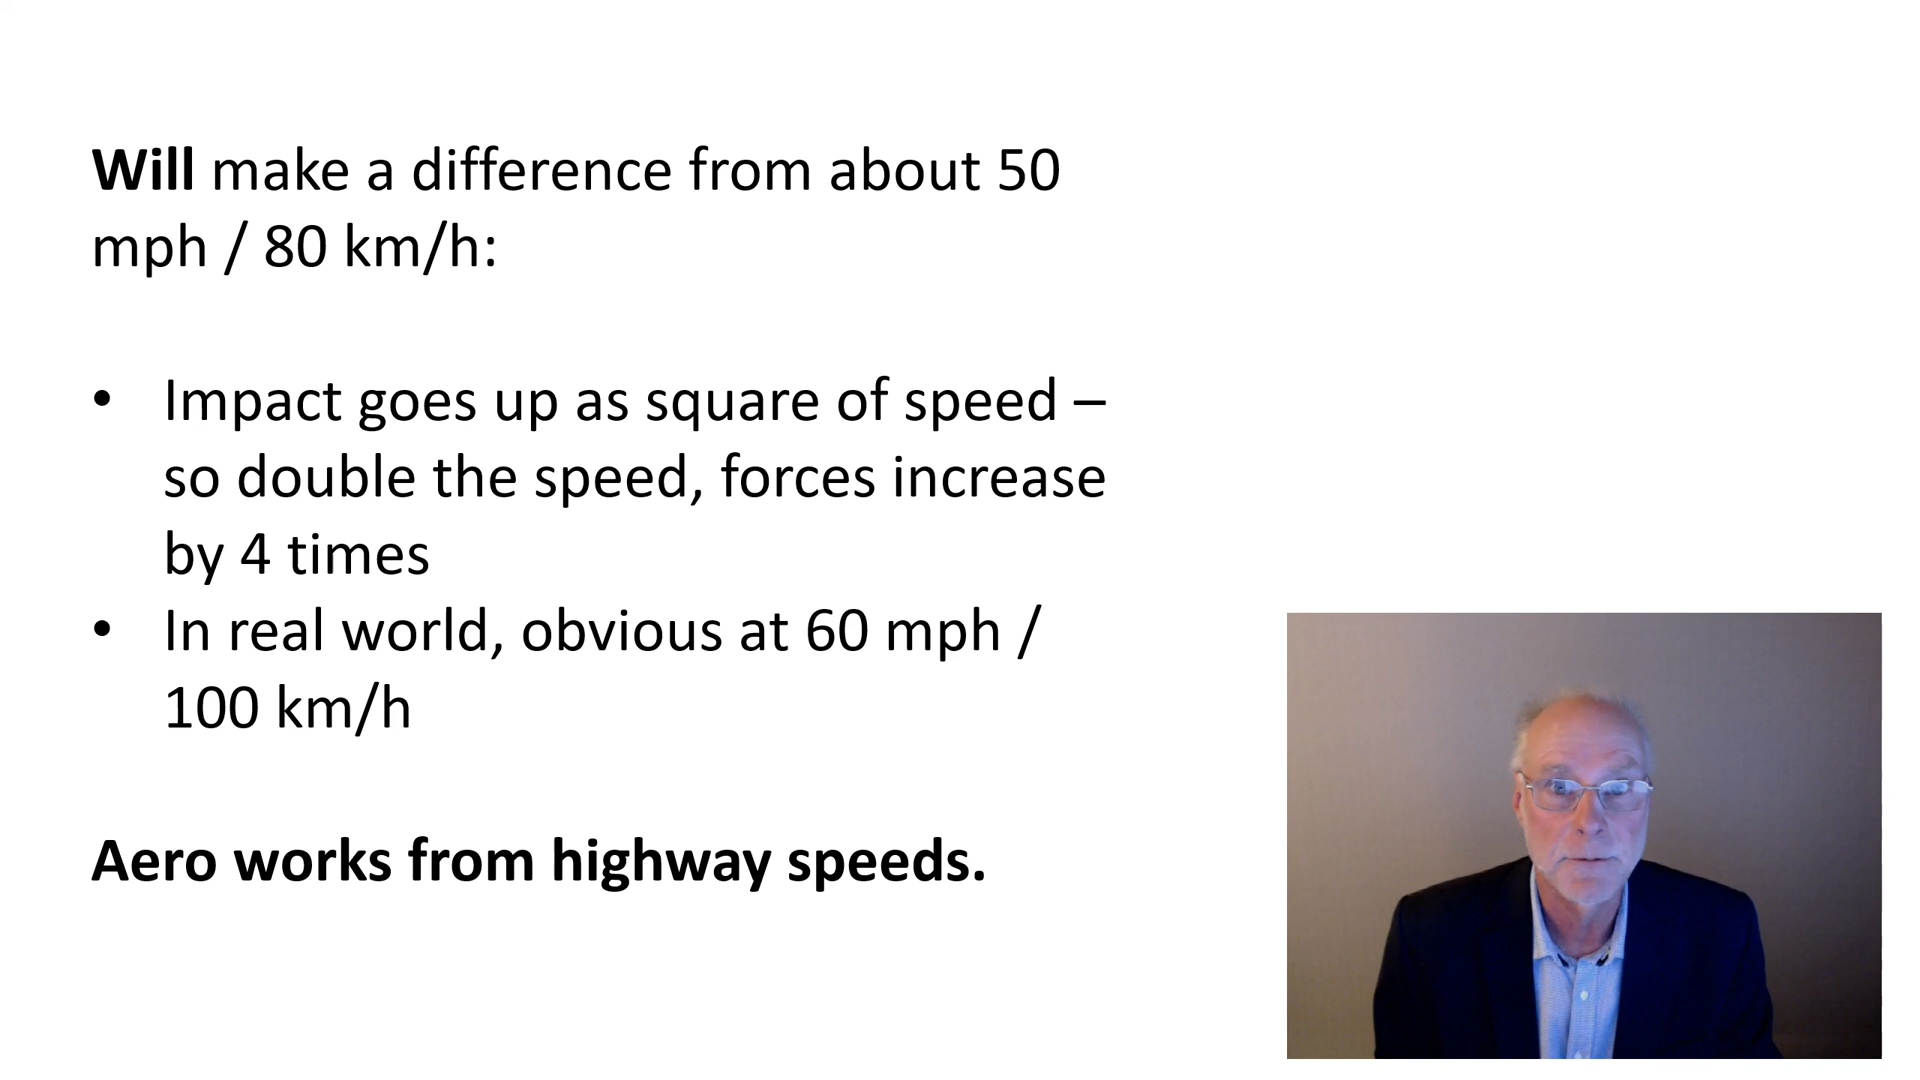 Will make a difference from about 50
mph / 80 km/h:
• Impact goes up as square of speed –
so double the speed, forces increase
by 4 times
• In real world, obvious at 60 mph /
100 km/h
Aero works from highway speeds.